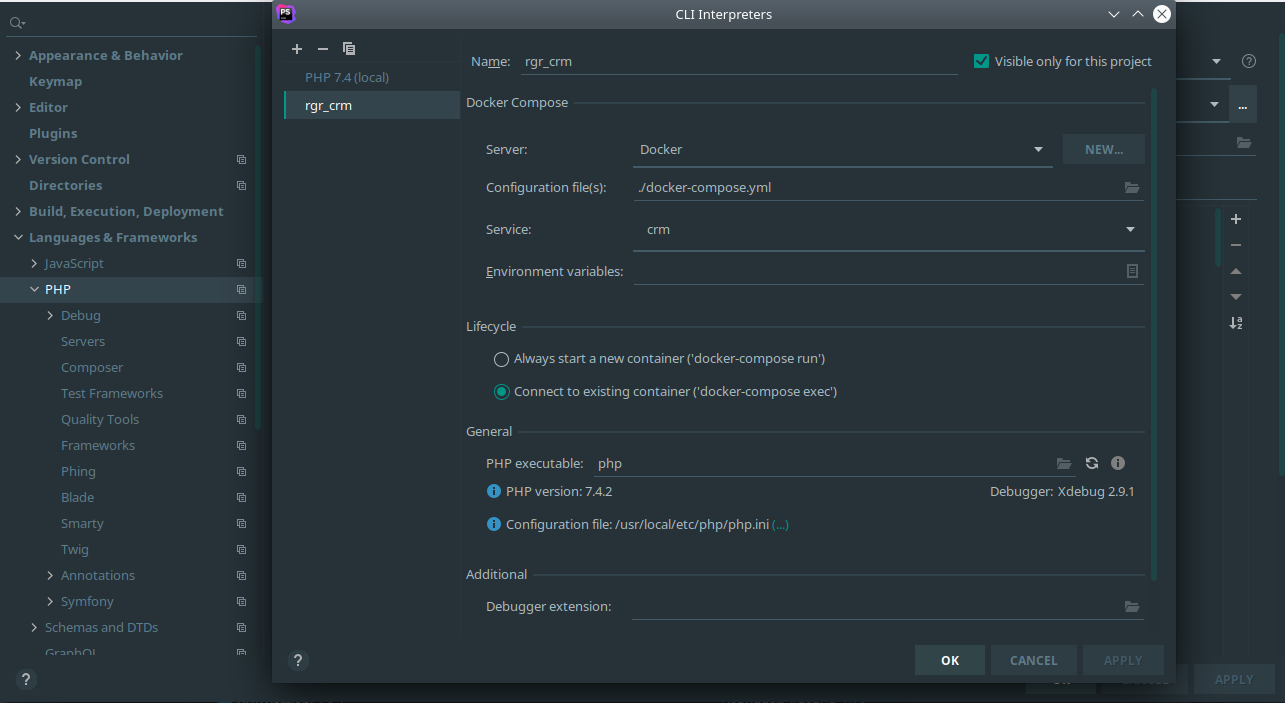 PS
CLI Interpreters
Appearance & Behavior
Keymap
Editor
Plugins
Version Control
Directories
Build, Execution, Deployment
Languages & Frameworks
JavaScript
PHP
Debug
Servers
Composer
Test Frameworks
Quality Tools
Frameworks
Phing
Blade
Smarty
Twig
Annotations
Symfony
Schemas and DTDs
GraphQL
?
PHP 7.4 (local)
rgr_crm
Name: rgr_crm
Visible only for this project
Docker Compose
Server: Docker NEW...
Configuration file(s): ./docker-compose.yml
Service: crm
Environment variables:
Lifecycle
Always start a new container ('docker-compose run')
Connect to existing container ('docker-compose exec')
General
PHP executable: php
PHP version: 7.4.2 Debugger: Xdebug 2.9.1
Configuration file: /usr/local/etc/php/php.ini (...)
Additional
Debugger extension:
? OK CANCEL APPLY
?
...
APPLY